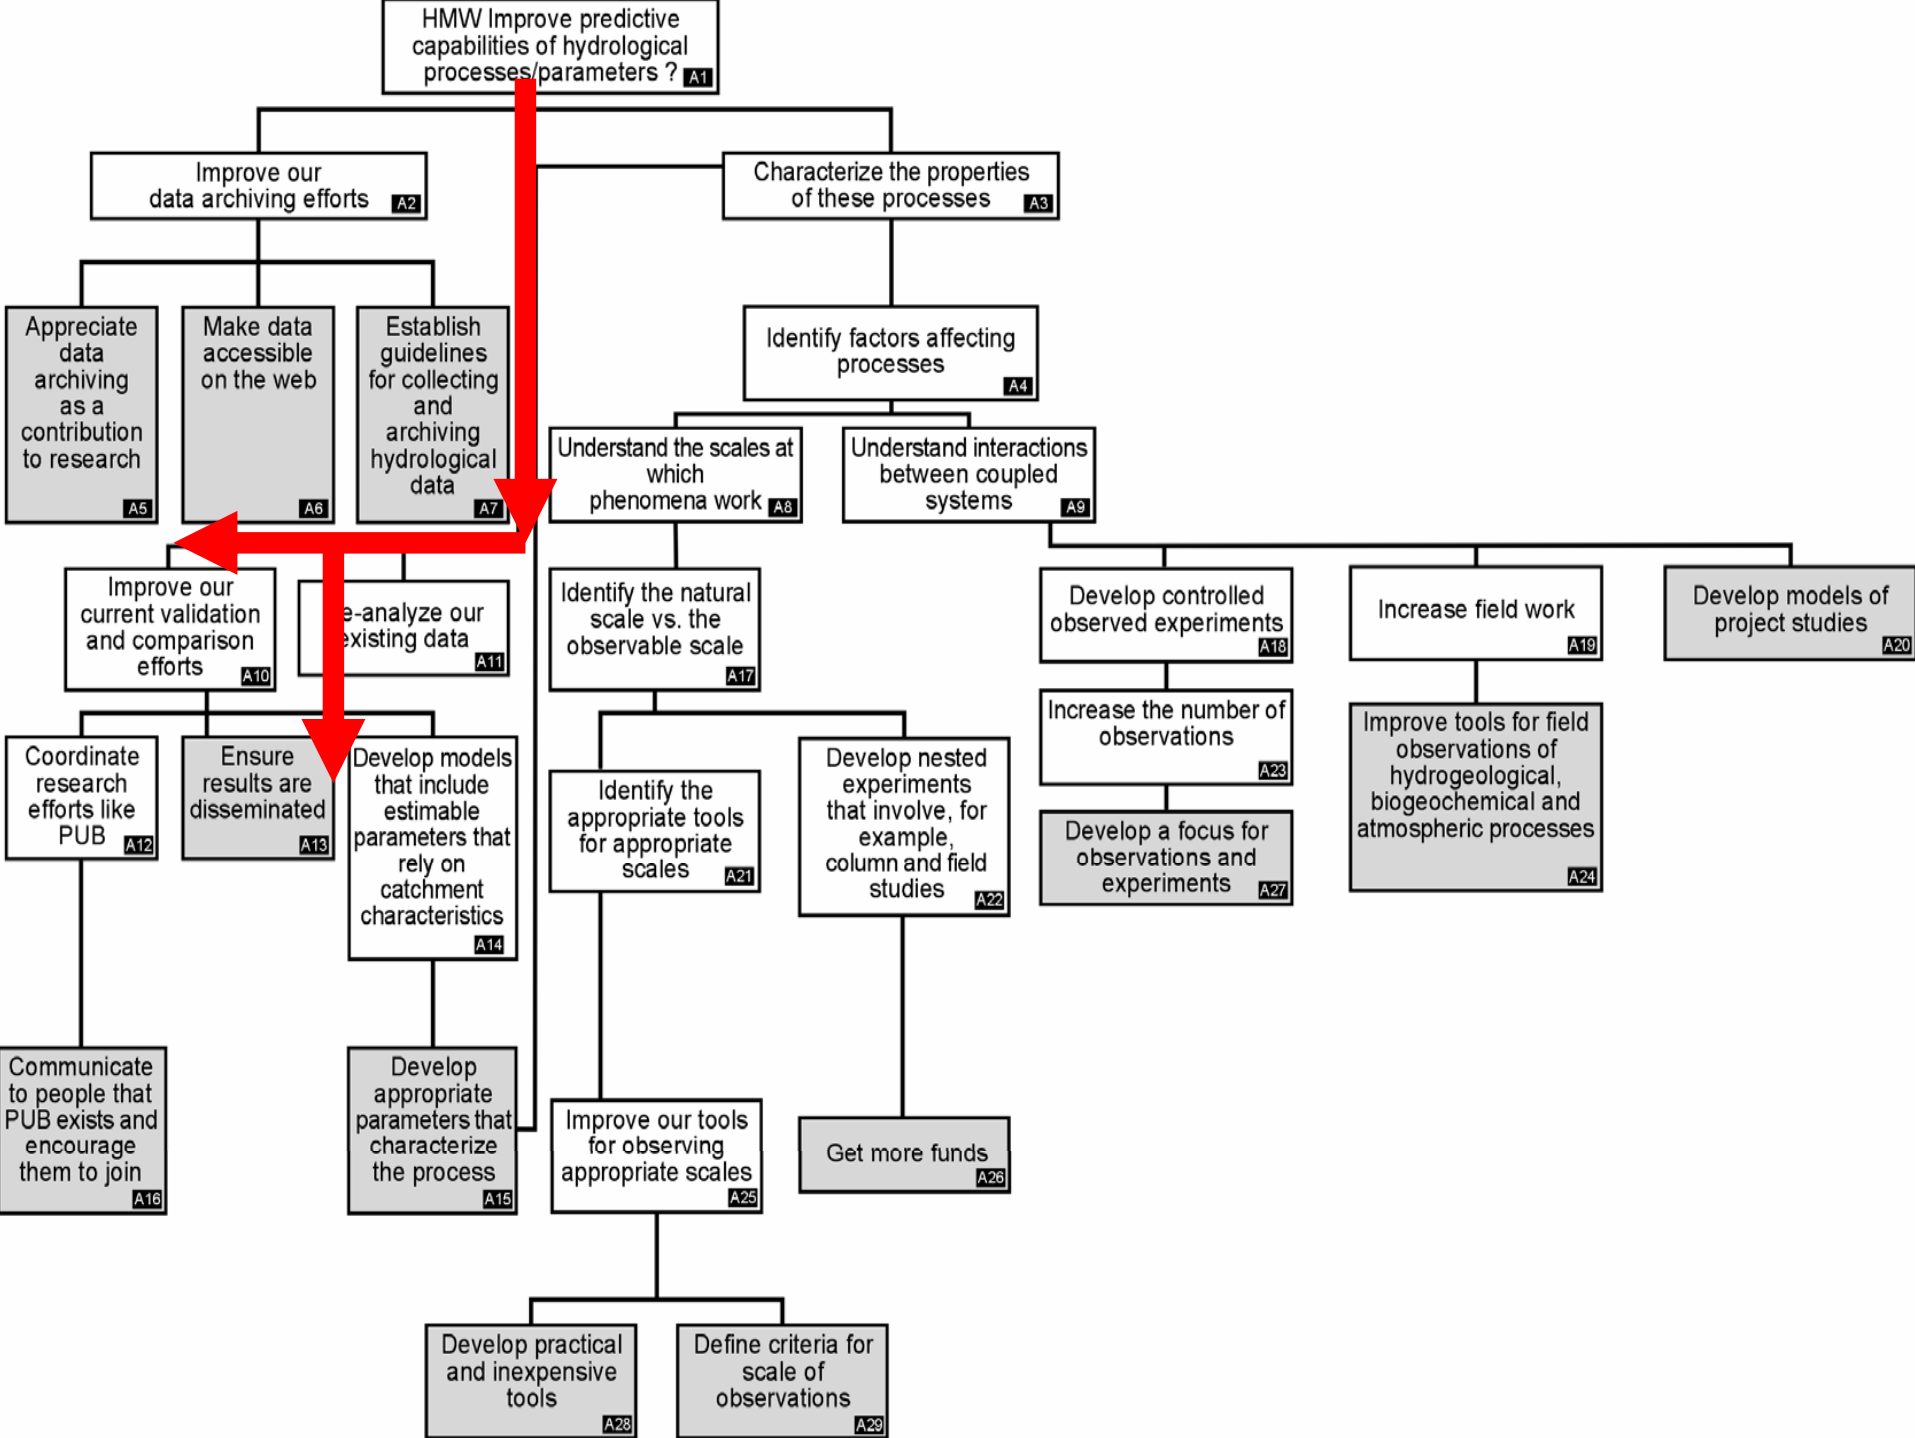 HMW Improve predictive
capabilities of hydrological
processes/parameters ?
A1
Improve our
data archiving efforts
A2
Characterize the properties
of these processes
A3
Appreciate
data
archiving
as a
contribution
to research
A5
Make data
accessible
on the web
A6
Establish
guidelines
for collecting
and
archiving
hydrological
data
A7
Identify factors affecting
processes
A4
Understand the scales at
which
phenomena work
A8
Understand interactions
between coupled
systems
A9
Improve our
current validation
and comparison
efforts
A10
e-analyze our
existing data
A11
Identify the natural
scale vs. the
observable scale
A17
Develop controlled
observed experiments
A18
Increase field work
A19
Develop models of
project studies
A20
Coordinate
research
efforts like
PUB
A12
Ensure
results are
disseminated
A13
Develop models
that include
estimable
parameters that
rely on
catchment
characteristics
A14
Identify the
appropriate tools
for appropriate
scales
A21
Develop nested
experiments
that involve, for
example,
column and field
studies
A22
Increase the number of
observations
A23
Improve tools for field
observations of
hydrogeological,
biogeochemical and
atmospheric processes
A24
Develop a focus for
observations and
experiments
A27
Communicate
to people that
PUB exists and
encourage
them to join
A16
Develop
appropriate
parameters that
characterize
the process
A15
Improve our tools
for observing
appropriate scales
A25
Get more funds
A26
Develop practical
and inexpensive
tools
A28
Define criteria for
scale of
observations
A29